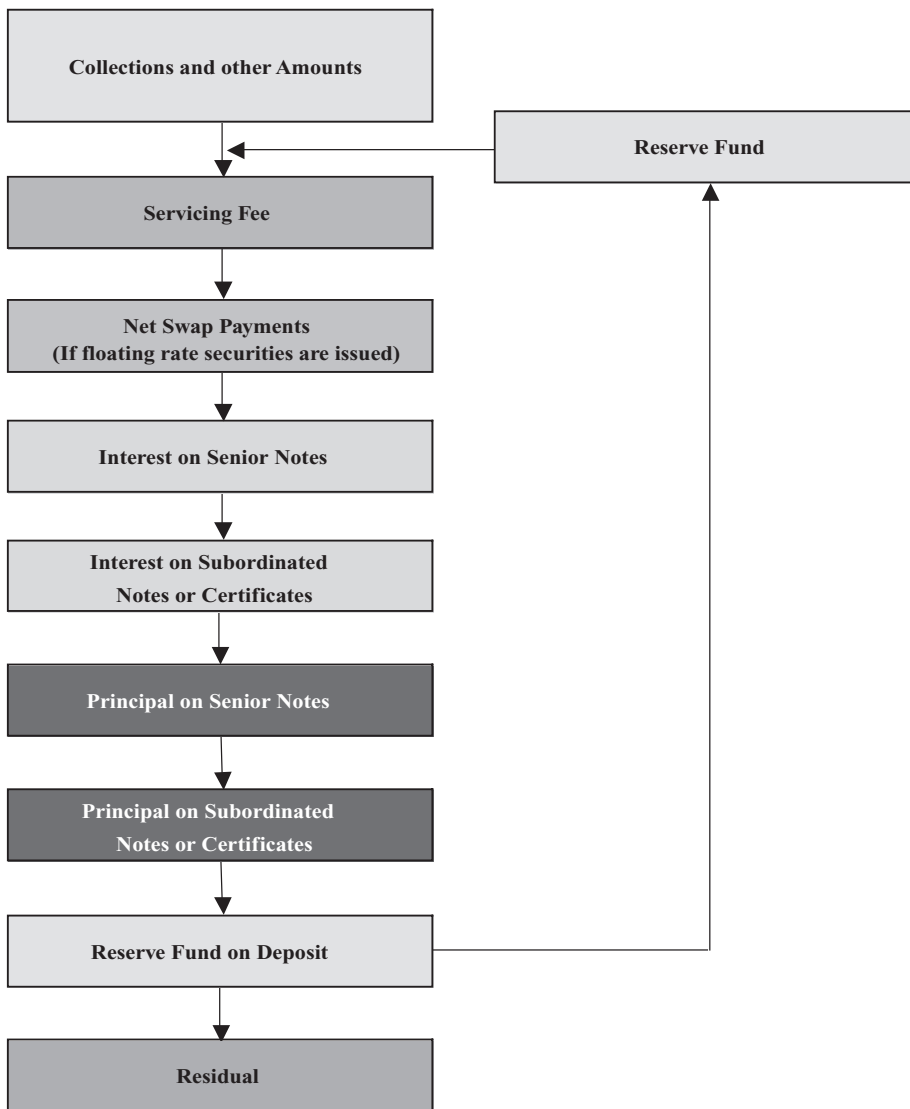 Collections and other Amounts
Reserve Fund
Servicing Fee
Net Swap Payments
(If floating rate securities are issued)
Interest on Senior Notes
Interest on Subordinated
Notes or Certificates
Principal on Senior Notes
Principal on Subordinated
Notes or Certificates
Reserve Fund on Deposit
Residual